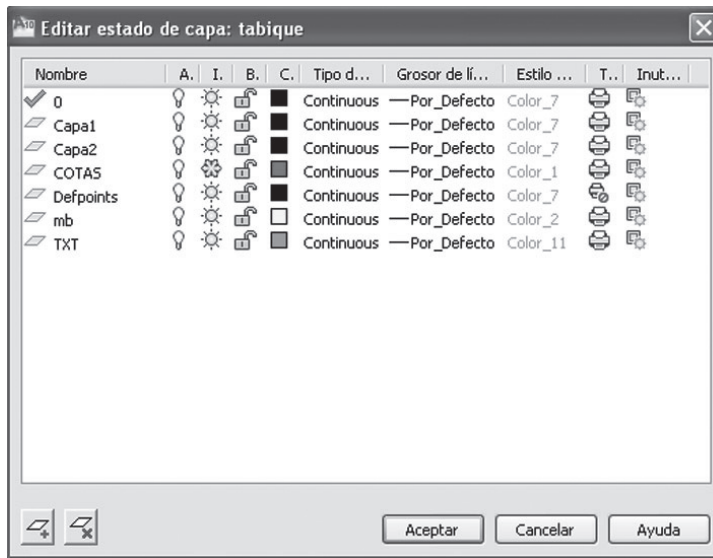 Editar estado de capa: tabique
Nombre A. I. B. C. Tipo d... Grosor de lí... Estilo ... T.. Inut...
0 Continuous Por_Defecto Color_7
Capa1 Continuous Por_Defecto Color_7
Capa2 Continuous Por_Defecto Color_7
COTAS Continuous Por_Defecto Color_1
Defpoints Continuous Por_Defecto Color_7
mb Continuous Por_Defecto Color_2
TXT Continuous Por_Defecto Color_11
Aceptar Cancelar Ayuda